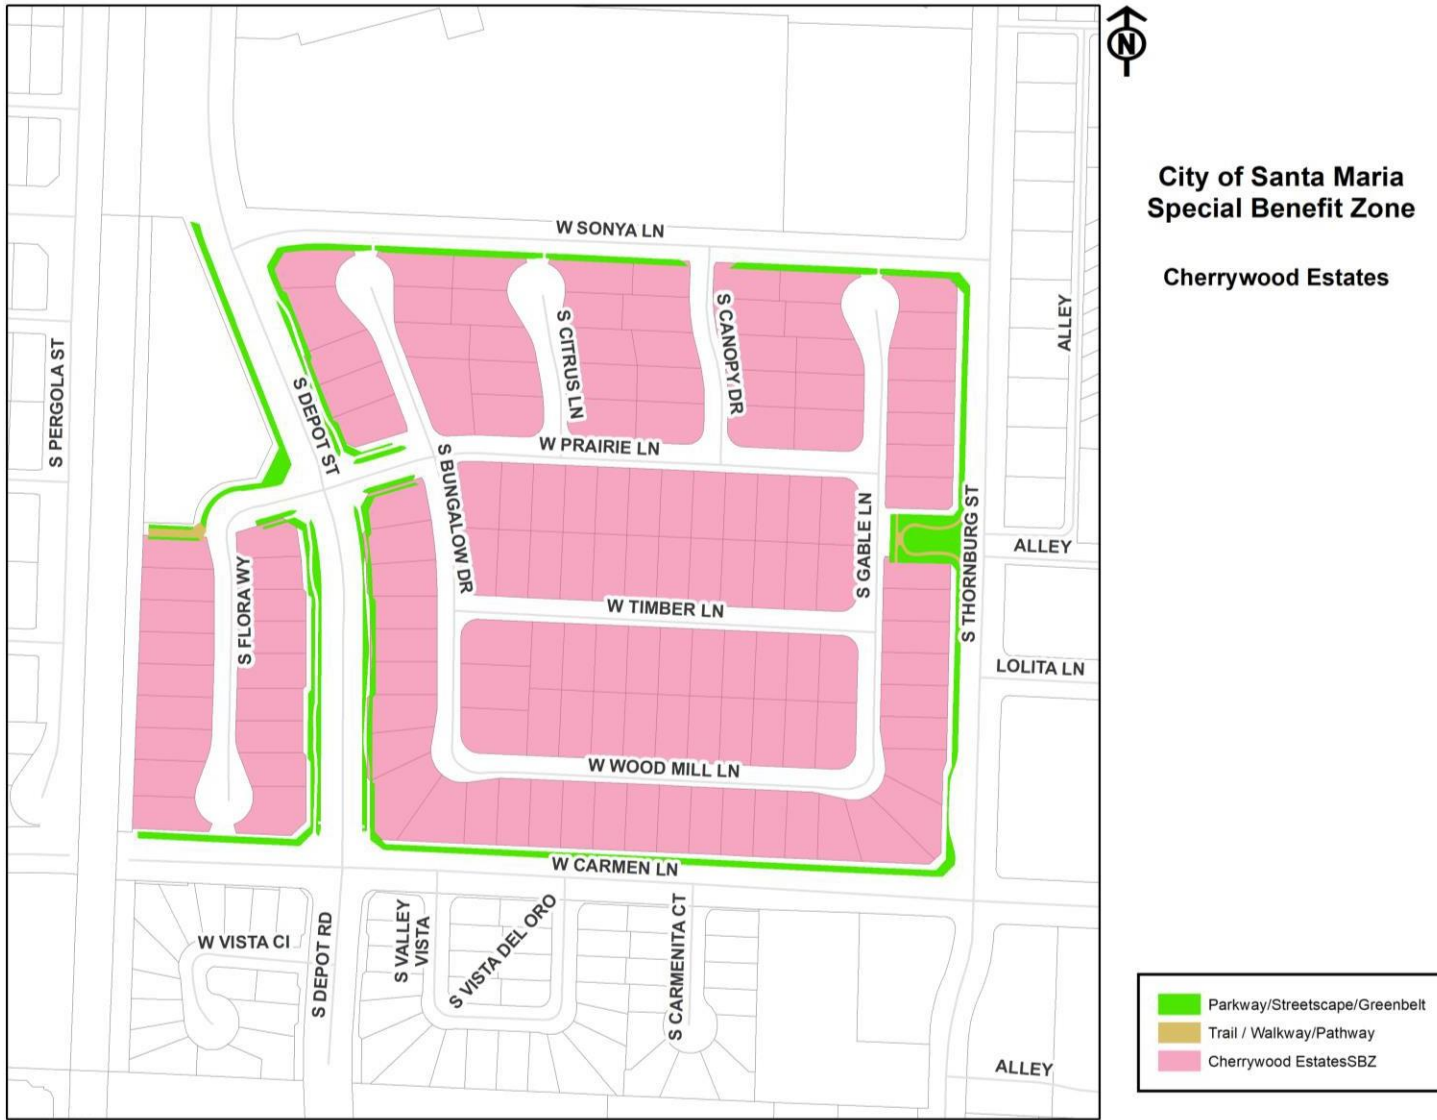 N
City of Santa Maria
Special Benefit Zone
Cherrywood Estates
W SONYA LN
S CITRUS LN
S CANOPY DR
ALLEY
S PERGOLA ST
S DEPOT ST
W PRAIRIE LN
S BUNGALOW DR
S GABLE LN
S THORNBURG ST
ALLEY
S FLORA WY
W TIMBER LN
LOLITA LN
W WOOD MILL LN
W CARMEN LN
W VISTA CI
S DEPOT RD
S VALLEY
VISTA
S VISTA DEL ORO
S CARMENITA CT
ALLEY
Parkway/Streetscape/Greenbelt
Trail / Walkway/Pathway
Cherrywood EstatesSBZ